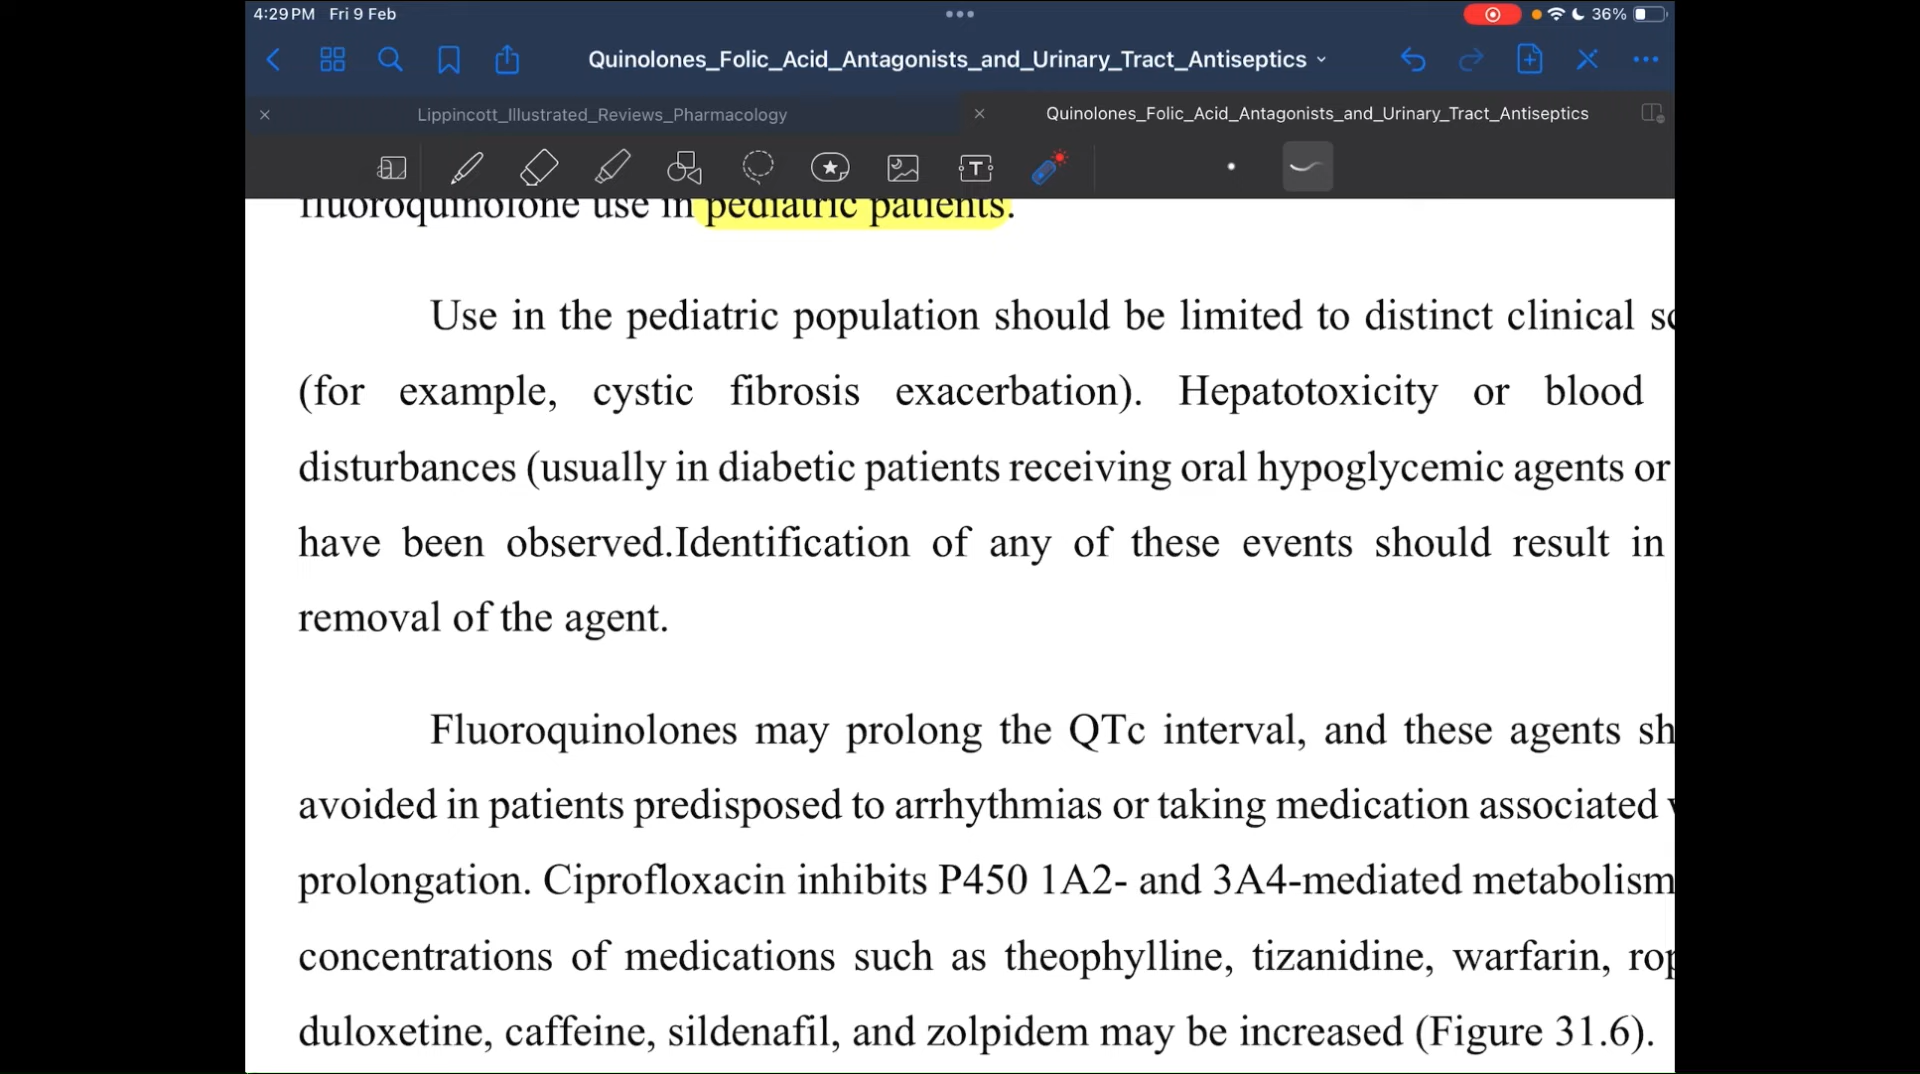 4:29 PM Fri 9 Feb
36%
Quinolones_Folic_Acid_Antagonists_and_Urinary_Tract_Antiseptics
Lippincott_Illustrated_Reviews_Pharmacology
Quinolones_Folic_Acid_Antagonists_and_Urinary_Tract_Antiseptics
fluoroquinolone use in pediatric patients.
Use in the pediatric population should be limited to distinct clinical
(for example, cystic fibrosis exacerbation). Hepatotoxicity or blood
disturbances (usually in diabetic patients receiving oral hypoglycemic agents or
have been observed.Identification of any of these events should result in
removal of the agent.
Fluoroquinolones may prolong the QTc interval, and these agents
avoided in patients predisposed to arrhythmias or taking medication associated
prolongation. Ciprofloxacin inhibits P450 1A2- and 3A4-mediated metabolism
concentrations of medications such as theophylline, tizanidine, warfarin,
duloxetine, caffeine, sildenafil, and zolpidem may be increased (Figure 31.6).